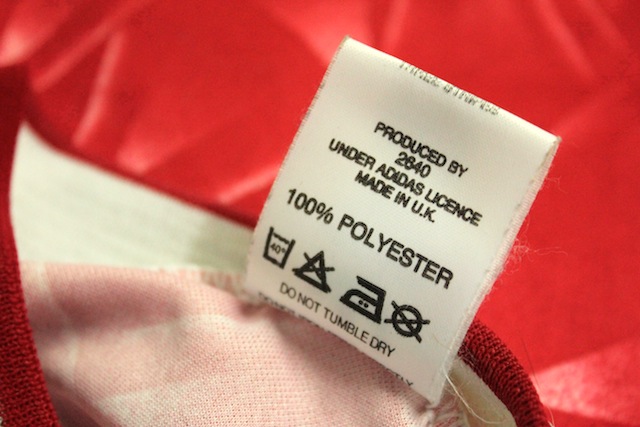 PRODUCED BY
2640
UNDER ADIDAS LICENCE
MADE IN U.K.
100% POLYESTER
40°
DO NOT TUMBLE DRY